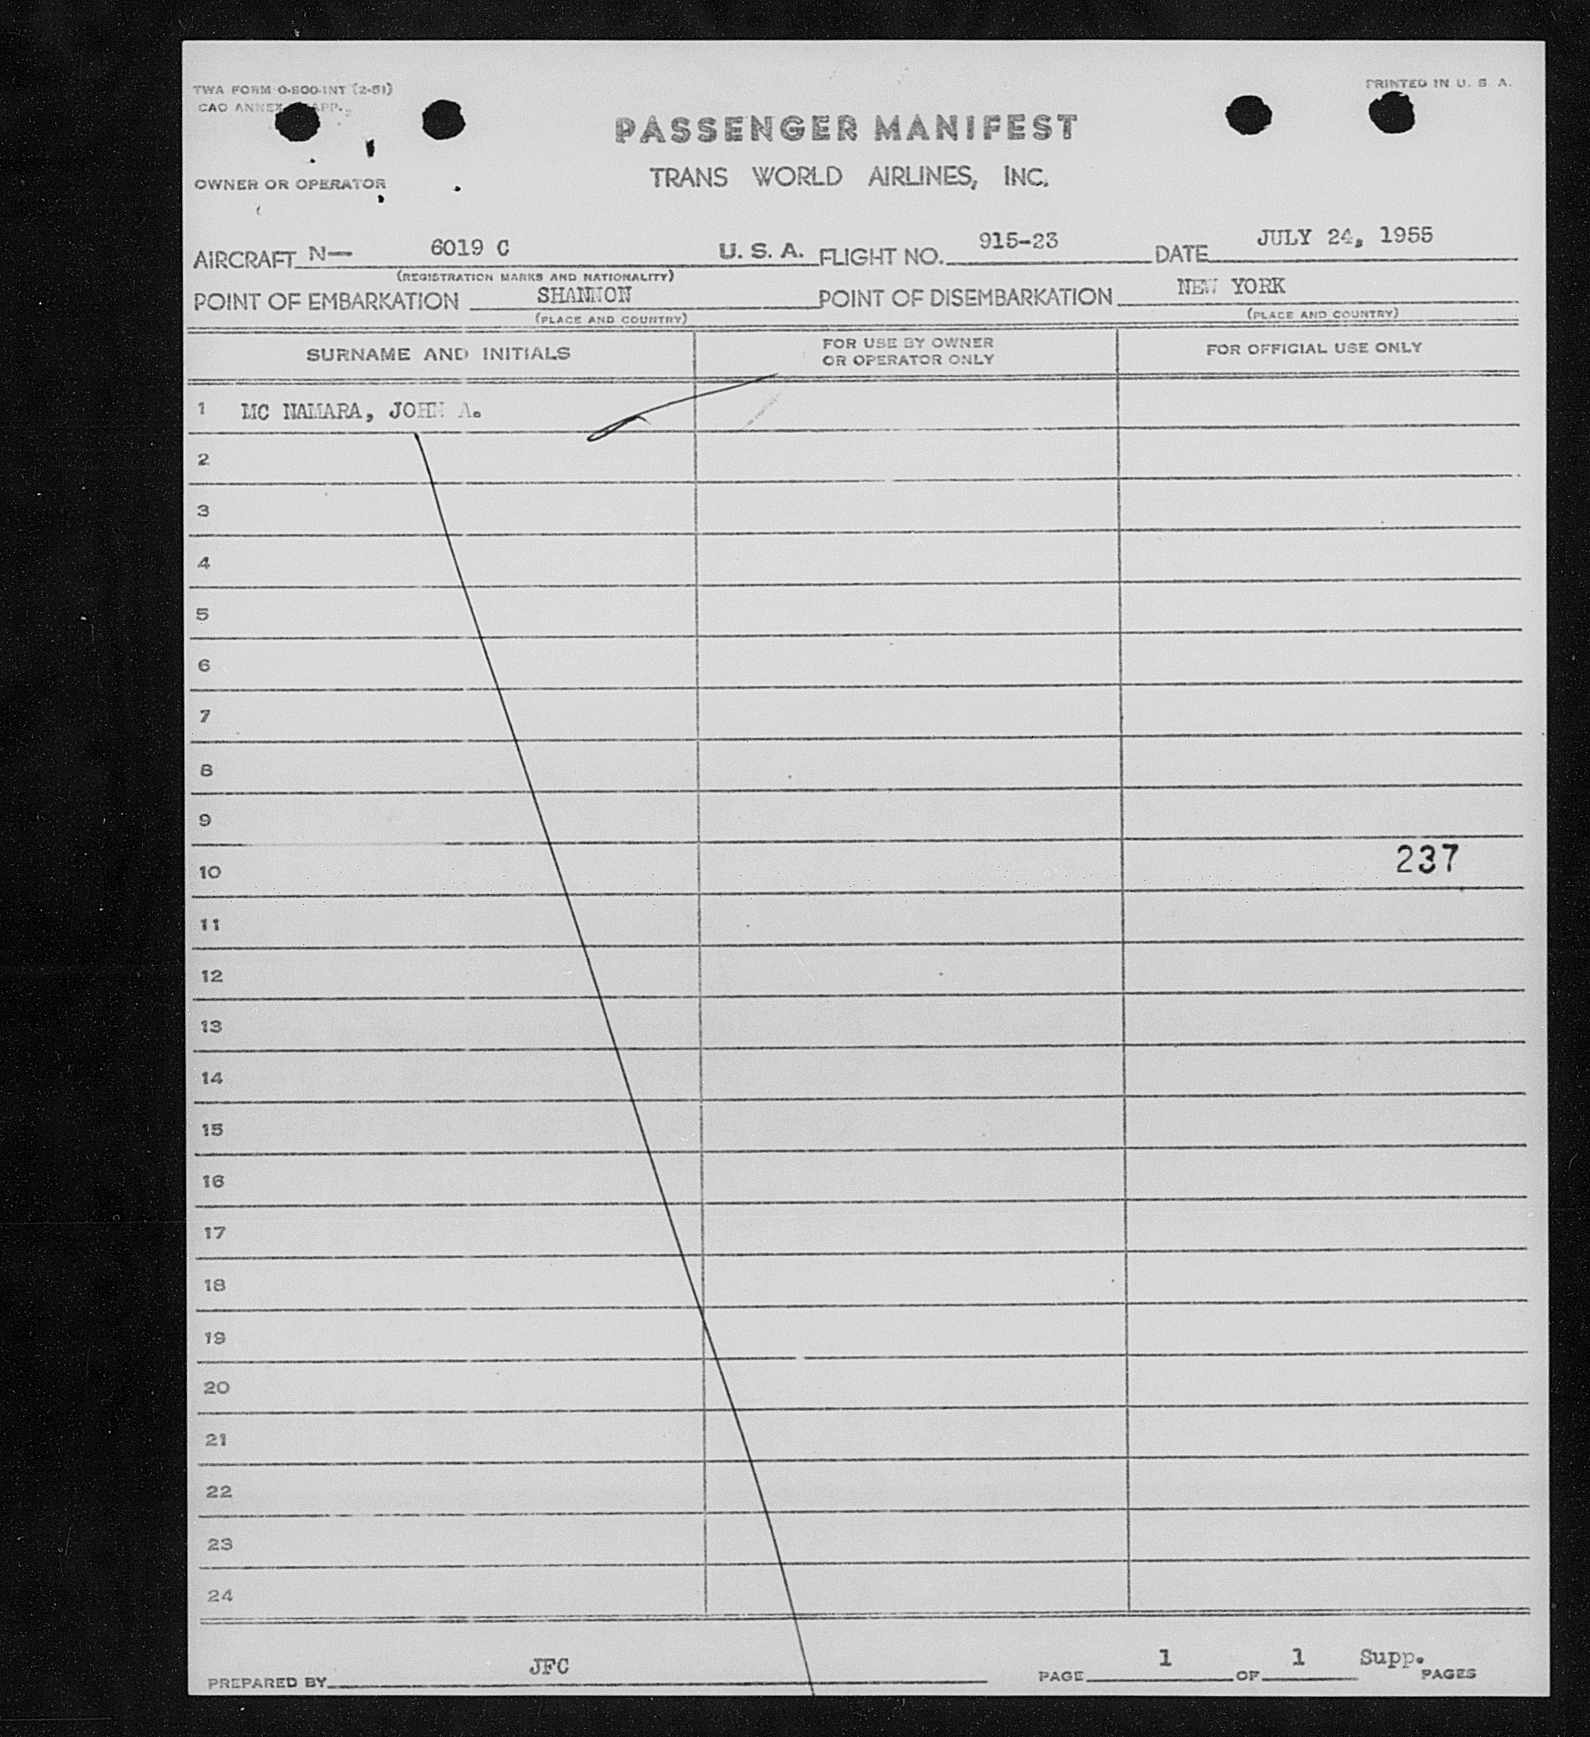 TWA FORM O-800-INT (2-51)
PRINTED IN U. S. A.
CAO ANNEX APP.
PASSENGER MANIFEST
TRANS WORLD AIRLINES, INC.
OWNER OR OPERATOR
AIRCRAFT N— 6019 C U. S. A. FLIGHT NO. 915-23 DATE JULY 24, 1955
(REGISTRATION MARKS AND NATIONALITY)
POINT OF EMBARKATION SHANNON POINT OF DISEMBARKATION NEW YORK
(PLACE AND COUNTRY) (PLACE AND COUNTRY)
SURNAME AND INITIALS
FOR USE BY OWNER
OR OPERATOR ONLY
FOR OFFICIAL USE ONLY
1 MC NAMARA, JOHN A.
2
3
4
5
6
7
8
9
10 237
11
12
13
14
15
16
17
18
19
20
21
22
23
24
PREPARED BY JFC PAGE 1 OF 1 Supp. PAGES